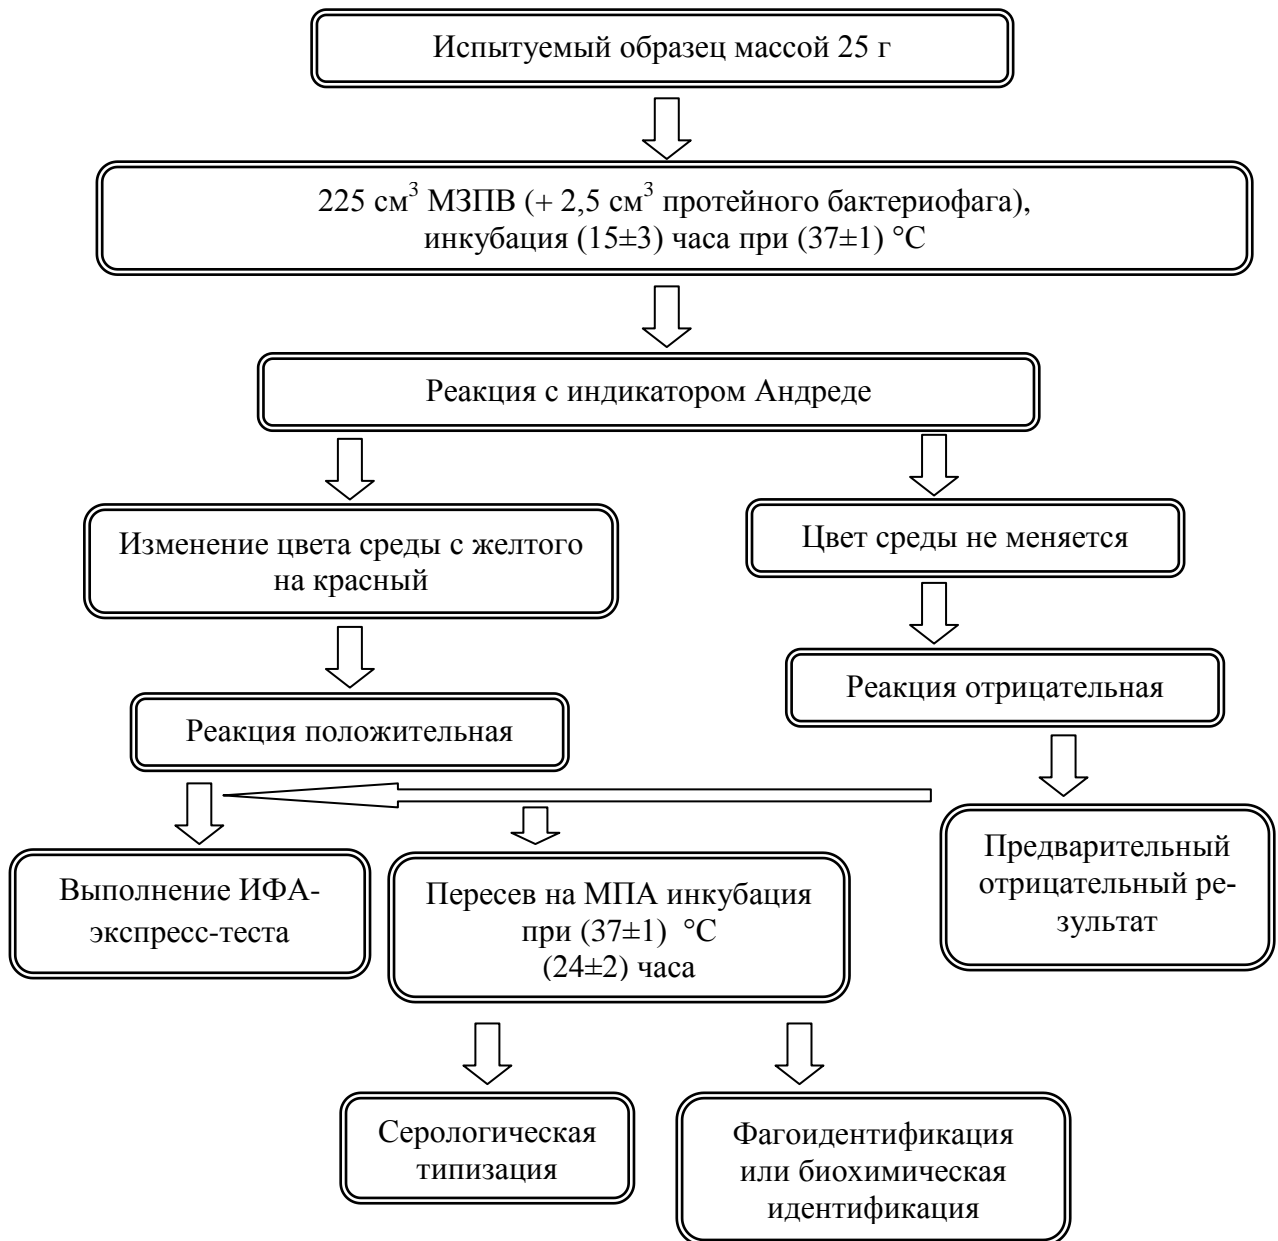 Испытуемый образец массой 25 г
225 см³ МЗПВ (+ 2,5 см³ протейного бактериофага),
инкубация (15±3) часа при (37±1) °С
Реакция с индикатором Андреде
Изменение цвета среды с желтого
на красный
Цвет среды не меняется
Реакция отрицательная
Реакция положительная
Выполнение ИФА-
экспресс-теста
Пересев на МПА инкубация
при (37±1) °С
(24±2) часа
Предварительный
отрицательный ре-
зультат
Серологическая
типизация
Фагоидентификация
или биохимическая
идентификация